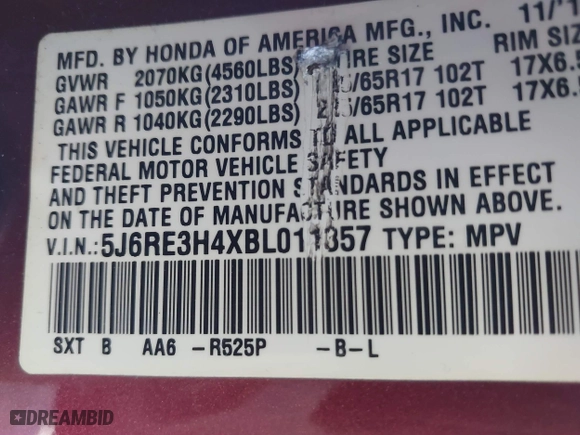 MFD. BY HONDA OF AMERICA MFG., INC. 11/'1
GVWR 2070KG(4560LBS) TIRE SIZE RIM SIZ
GAWR F 1050KG(2310LBS) /65R17 102T 17X6.5
GAWR R 1040KG(2290LBS) /65R17 102T 17X6.
THIS VEHICLE CONFORMS TO ALL APPLICABLE
FEDERAL MOTOR VEHICLE SAFETY
AND THEFT PREVENTION STANDARDS IN EFFECT
ON THE DATE OF MANUFACTURE SHOWN ABOVE.
V.I.N.: TYPE: MPV
SXT B AA6 -R525P -B-L
DREAMBID